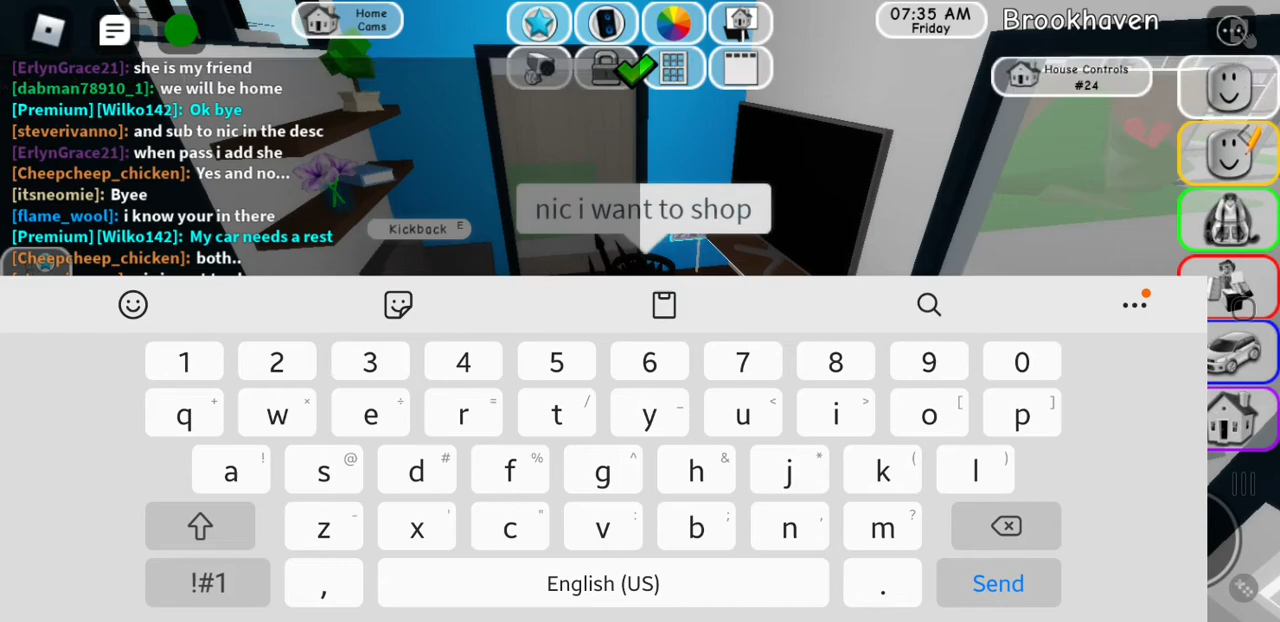 Home
Cams
07:35 AM
Friday
Brookhaven
House Controls
#24
[ErlynGrace21]: she is my friend
[dabman78910_1]: we will be home
[Premium] [Wilko142]: Ok bye
[steverivanno]: and sub to nic in the desc
[ErlynGrace21]: when pass i add she
[Cheepcheep_chicken]: Yes and no...
[itsneomie]: Byee
[flame_wool]: i know your in there
[Premium] [Wilko142]: My car needs a rest
[Cheepcheep_chicken]: both..
nic i want to shop
Kickback E
1 2 3 4 5 6 7 8 9 0
q + w × e ÷ r = t / y _ u < i > o [ p ]
a ! s @ d # f % g ^ h & j * k ( l )
z - x ' c " v : b ; n , m ?
!#1 , English (US) . Send